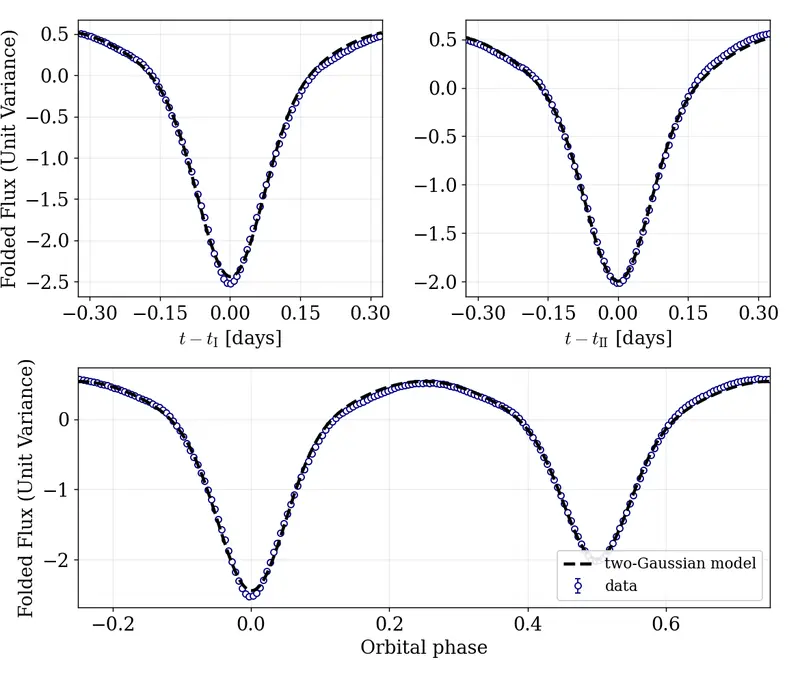 Folded Flux (Unit Variance)
0.5
0.0
−0.5
−1.0
−1.5
−2.0
−2.5
−0.30 −0.15 0.00 0.15 0.30
t − tI [days]
0.5
0.0
−0.5
−1.0
−1.5
−2.0
−0.30 −0.15 0.00 0.15 0.30
t − tII [days]
Folded Flux (Unit Variance)
0
−1
−2
two-Gaussian model
data
−0.2 0.0 0.2 0.4 0.6
Orbital phase